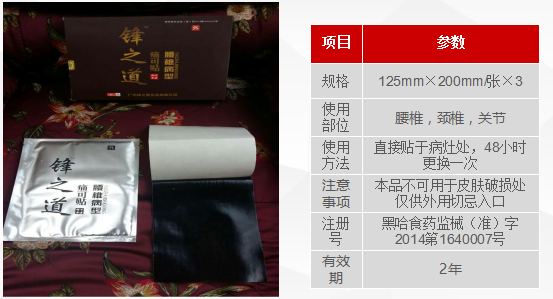 锋之道
痛可贴
腰椎病型
锋之道
痛可贴
腰椎病型
项目 参数
规格 125mm×200mm/张×3
使用
部位
腰椎，颈椎，关节
使用
方法
直接贴于病灶处，48小时
更换一次
注意
事项
本品不可用于皮肤破损处
仅供外用切忌入口
注册
号
黑哈食药监械（准）字
2014第1640007号
有效
期
2年